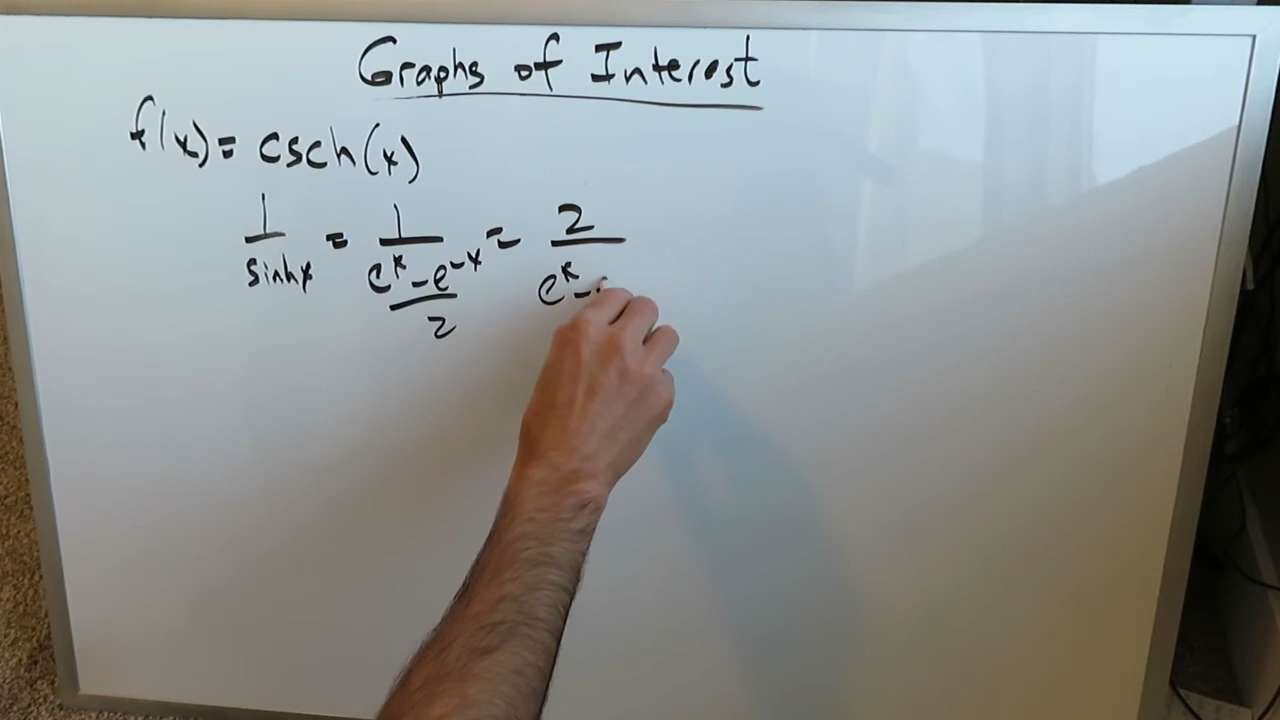 Graphs of Interest
f(x) = csch(x)
1/sinhx = 1/((e^x - e^-x)/2) = 2/(e^x -